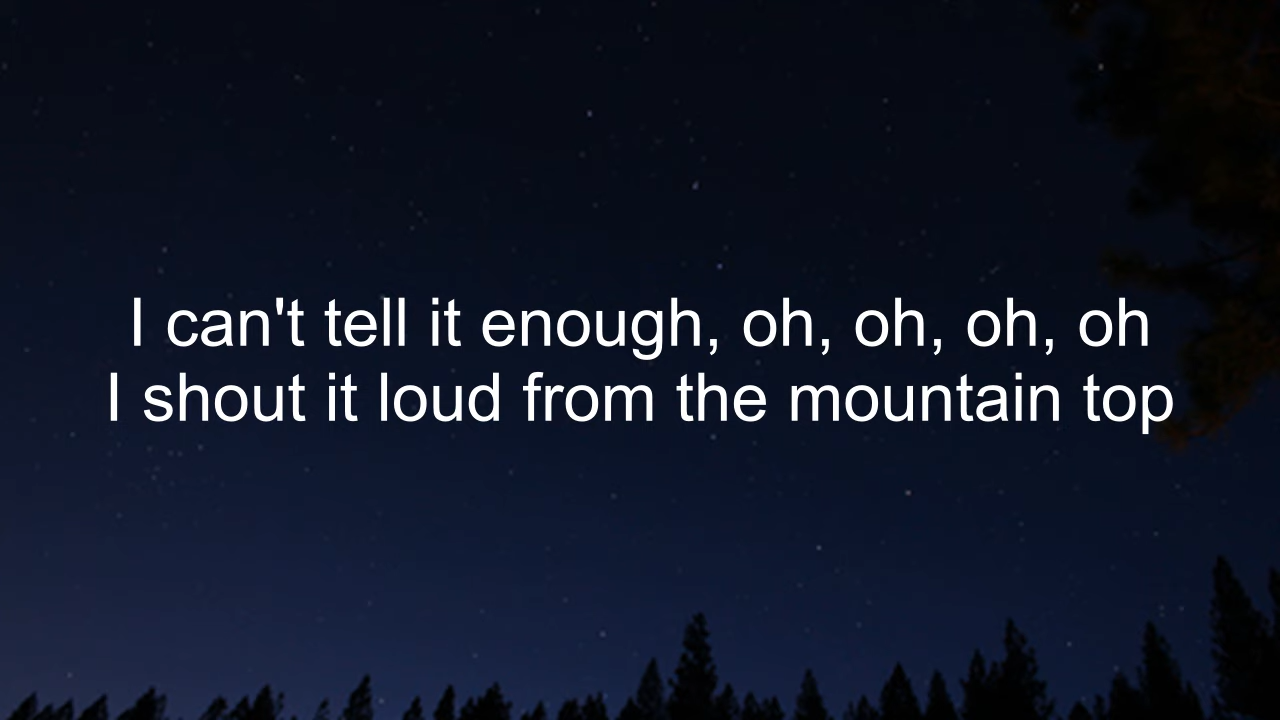 I can't tell it enough, oh, oh, oh, oh
I shout it loud from the mountain top